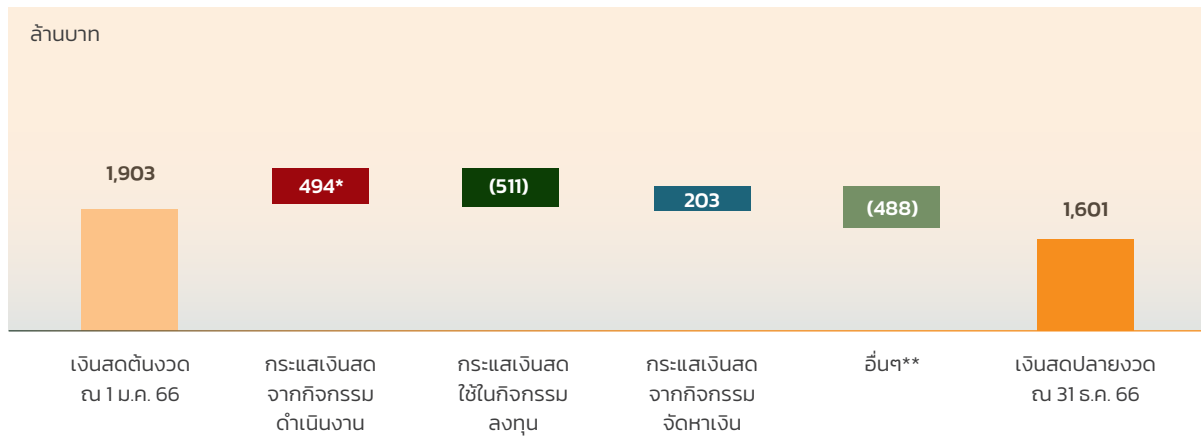 ล้านบาท
1,903
494*
(511)
203
(488)
1,601
เงินสดต้นงวด
ณ 1 ม.ค. 66
กระแสเงินสด
จากกิจกรรม
ดำเนินงาน
กระแสเงินสด
ใช้ในกิจกรรม
ลงทุน
กระแสเงินสด
จากกิจกรรม
จัดหาเงิน
อื่นๆ**
เงินสดปลายงวด
ณ 31 ธ.ค. 66